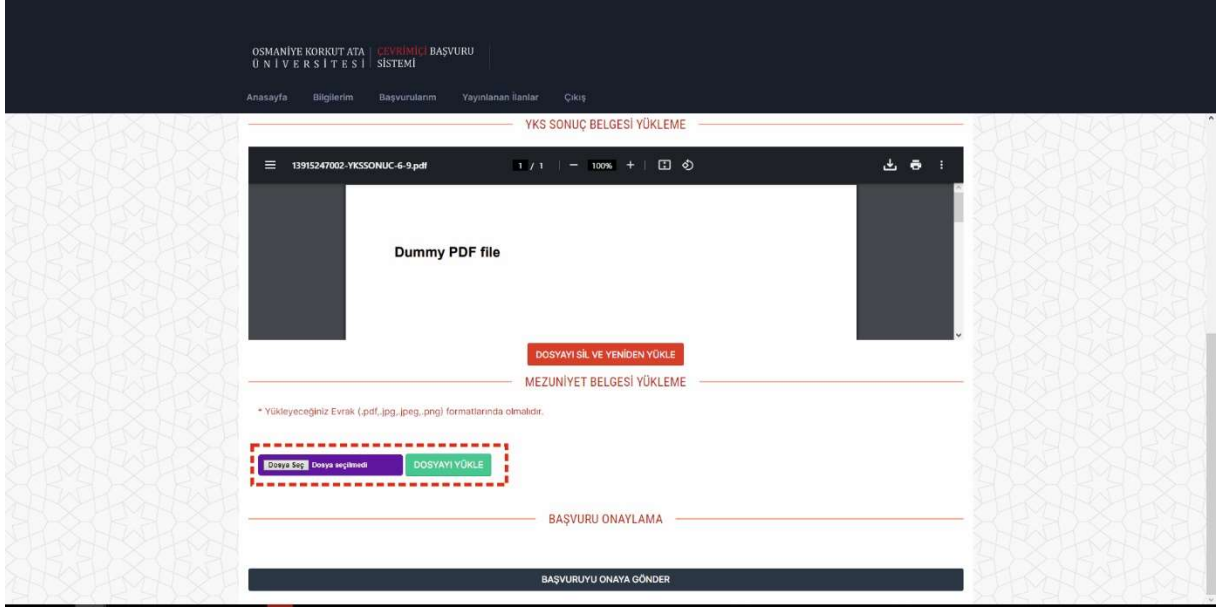 OSMANİYE KORKUT ATA
ÜNİVERSİTESİ
ÇEVRİMİÇİ BAŞVURU
SİSTEMİ
Anasayfa Bilgilerim Başvurularım Yayınlanan İlanlar Çıkış
YKS SONUÇ BELGESİ YÜKLEME
13915247002-YKSSONUC-6-9.pdf 1 / 1 100%
Dummy PDF file
DOSYAYI SİL VE YENİDEN YÜKLE
MEZUNİYET BELGESİ YÜKLEME
* Yükleyeceğiniz Evrak (.pdf,.jpg,.jpeg,.png) formatlarında olmalıdır.
Dosya Seç Dosya seçilmedi DOSYAYI YÜKLE
BAŞVURU ONAYLAMA
BAŞVURUYU ONAYA GÖNDER